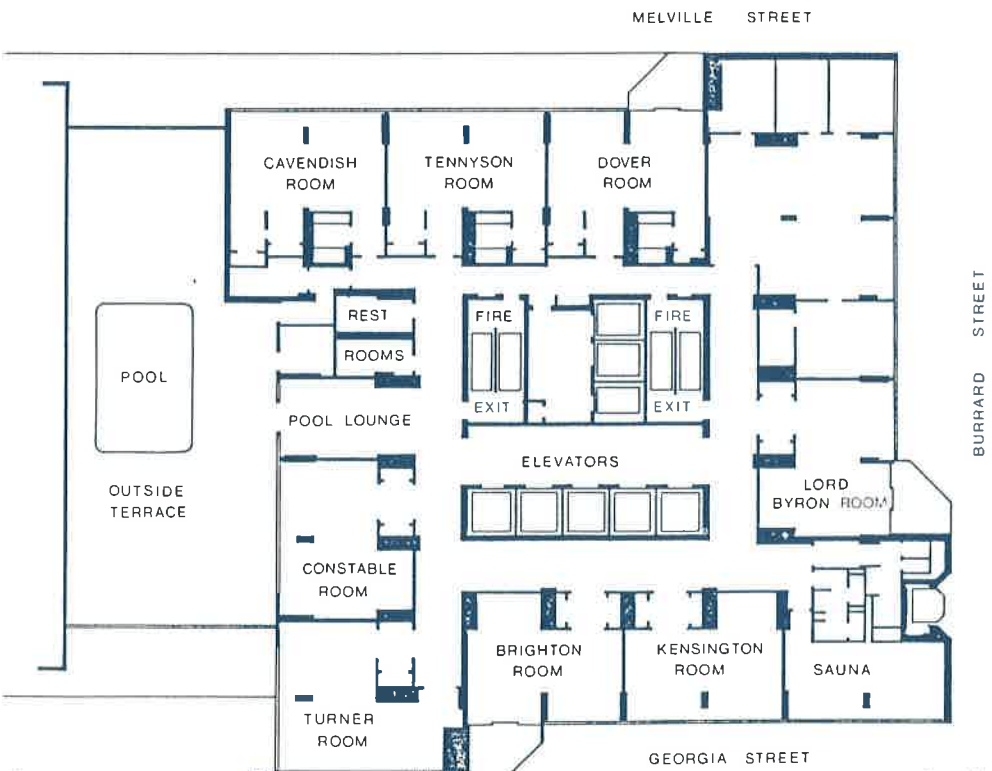 MELVILLE STREET
CAVENDISH
ROOM
TENNYSON
ROOM
DOVER
ROOM
BURRARD STREET
REST
ROOMS
FIRE
EXIT
FIRE
EXIT
POOL
POOL LOUNGE
ELEVATORS
OUTSIDE
TERRACE
LORD
BYRON ROOM
CONSTABLE
ROOM
BRIGHTON
ROOM
KENSINGTON
ROOM
SAUNA
TURNER
ROOM
GEORGIA STREET